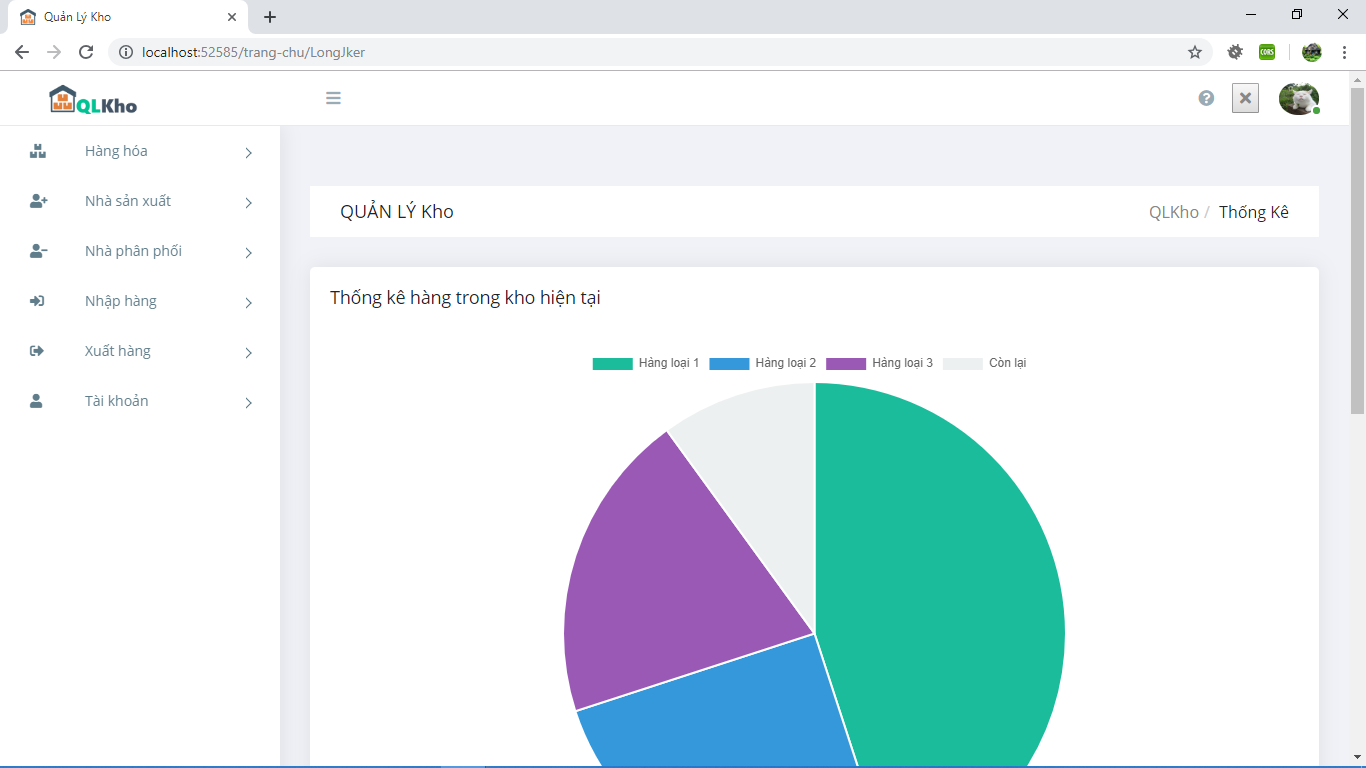 Quản Lý Kho
localhost:52585/trang-chu/LongJker
CORS
QLKho
Hàng hóa
Nhà sản xuất
Nhà phân phối
Nhập hàng
Xuất hàng
Tài khoản
QUẢN LÝ Kho
QLKho / Thống Kê
Thống kê hàng trong kho hiện tại
Hàng loại 1 Hàng loại 2 Hàng loại 3 Còn lại